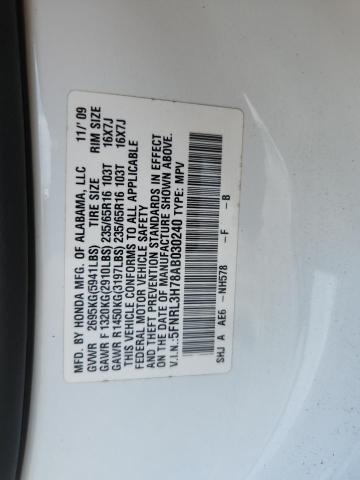 MFD. BY HONDA MFG. OF ALABAMA, LLC 11/'09
GVWR 2695KG(5941LBS) TIRE SIZE RIM SIZE
GAWR F 1320KG(2910LBS) 235/65R16 103T 16X7J
GAWR R 1450KG(3197LBS) 235/65R16 103T 16X7J
THIS VEHICLE CONFORMS TO ALL APPLICABLE
FEDERAL MOTOR VEHICLE SAFETY
AND THEFT PREVENTION STANDARDS IN EFFECT
ON THE DATE OF MANUFACTURE SHOWN ABOVE.
V.I.N.:5FNRL3H78AB030240 TYPE: MPV
SHJ A AE6 -NH578 -F -B